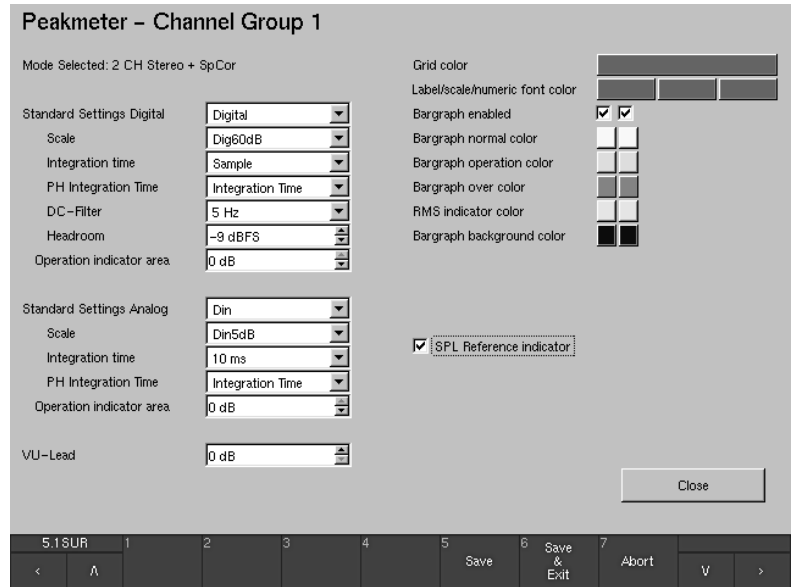 Peakmeter – Channel Group 1
Mode Selected: 2 CH Stereo + SpCor
Standard Settings Digital Digital
Scale Dig60dB
Integration time Sample
PH Integration Time Integration Time
DC–Filter 5 Hz
Headroom –9 dBFS
Operation indicator area 0 dB
Standard Settings Analog Din
Scale Din5dB
Integration time 10 ms
PH Integration Time Integration Time
Operation indicator area 0 dB
VU–Lead 0 dB
Grid color
Label/scale/numeric font color
Bargraph enabled
Bargraph normal color
Bargraph operation color
Bargraph over color
RMS indicator color
Bargraph background color
SPL Reference indicator
Close
5.1SUR 1 2 3 4 5 6 7
< Λ Save Save & Exit Abort V >